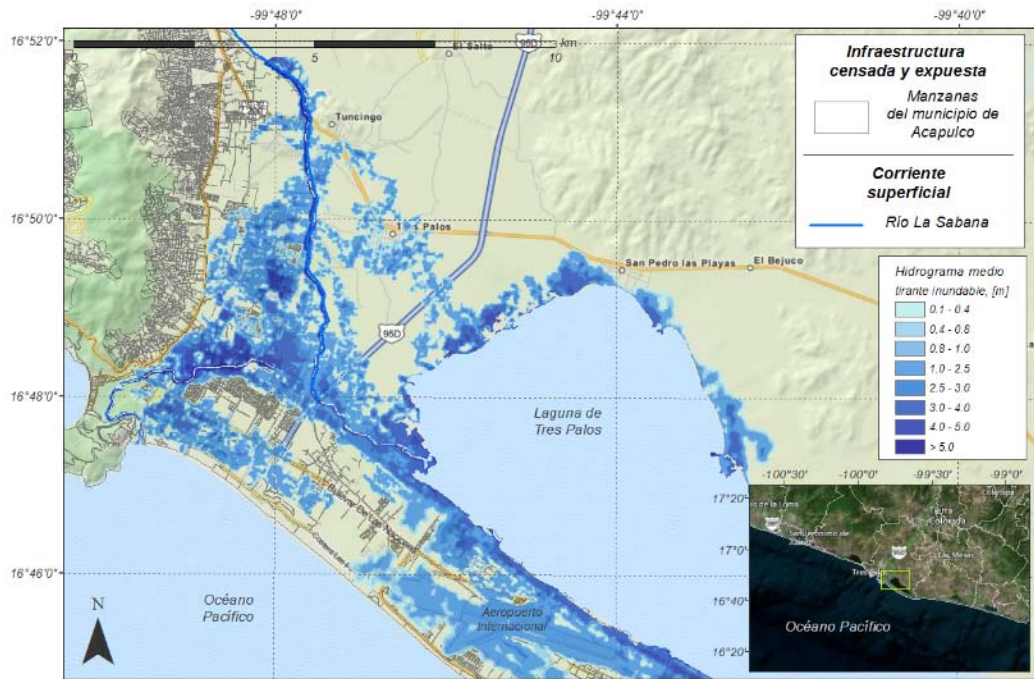 -99°48'0"
-99°44'0"
-99°40'0"
16°52'0"
16°50'0"
16°48'0"
16°46'0"
0
5
10
km
El Salto
95D
Tuncingo
Palos
San Pedro las Playas
El Bejuco
95D
Laguna de
Tres Palos
Océano
Pacífico
Aeropuerto
Internacional
N
Infraestructura
censada y expuesta
Manzanas
del municipio de
Acapulco
Corriente
superficial
Río La Sabana
Hidrograma medio
tirante inundable, [m]
0.1 - 0.4
0.4 - 0.8
0.8 - 1.0
1.0 - 2.5
2.5 - 3.0
3.0 - 4.0
4.0 - 5.0
> 5.0
-100°30'
-100°0'
-99°30'
-99°0'
17°20'
17°0'
16°40'
16°20'
Tierra
Colorada
Las Mesas
Océano Pacífico